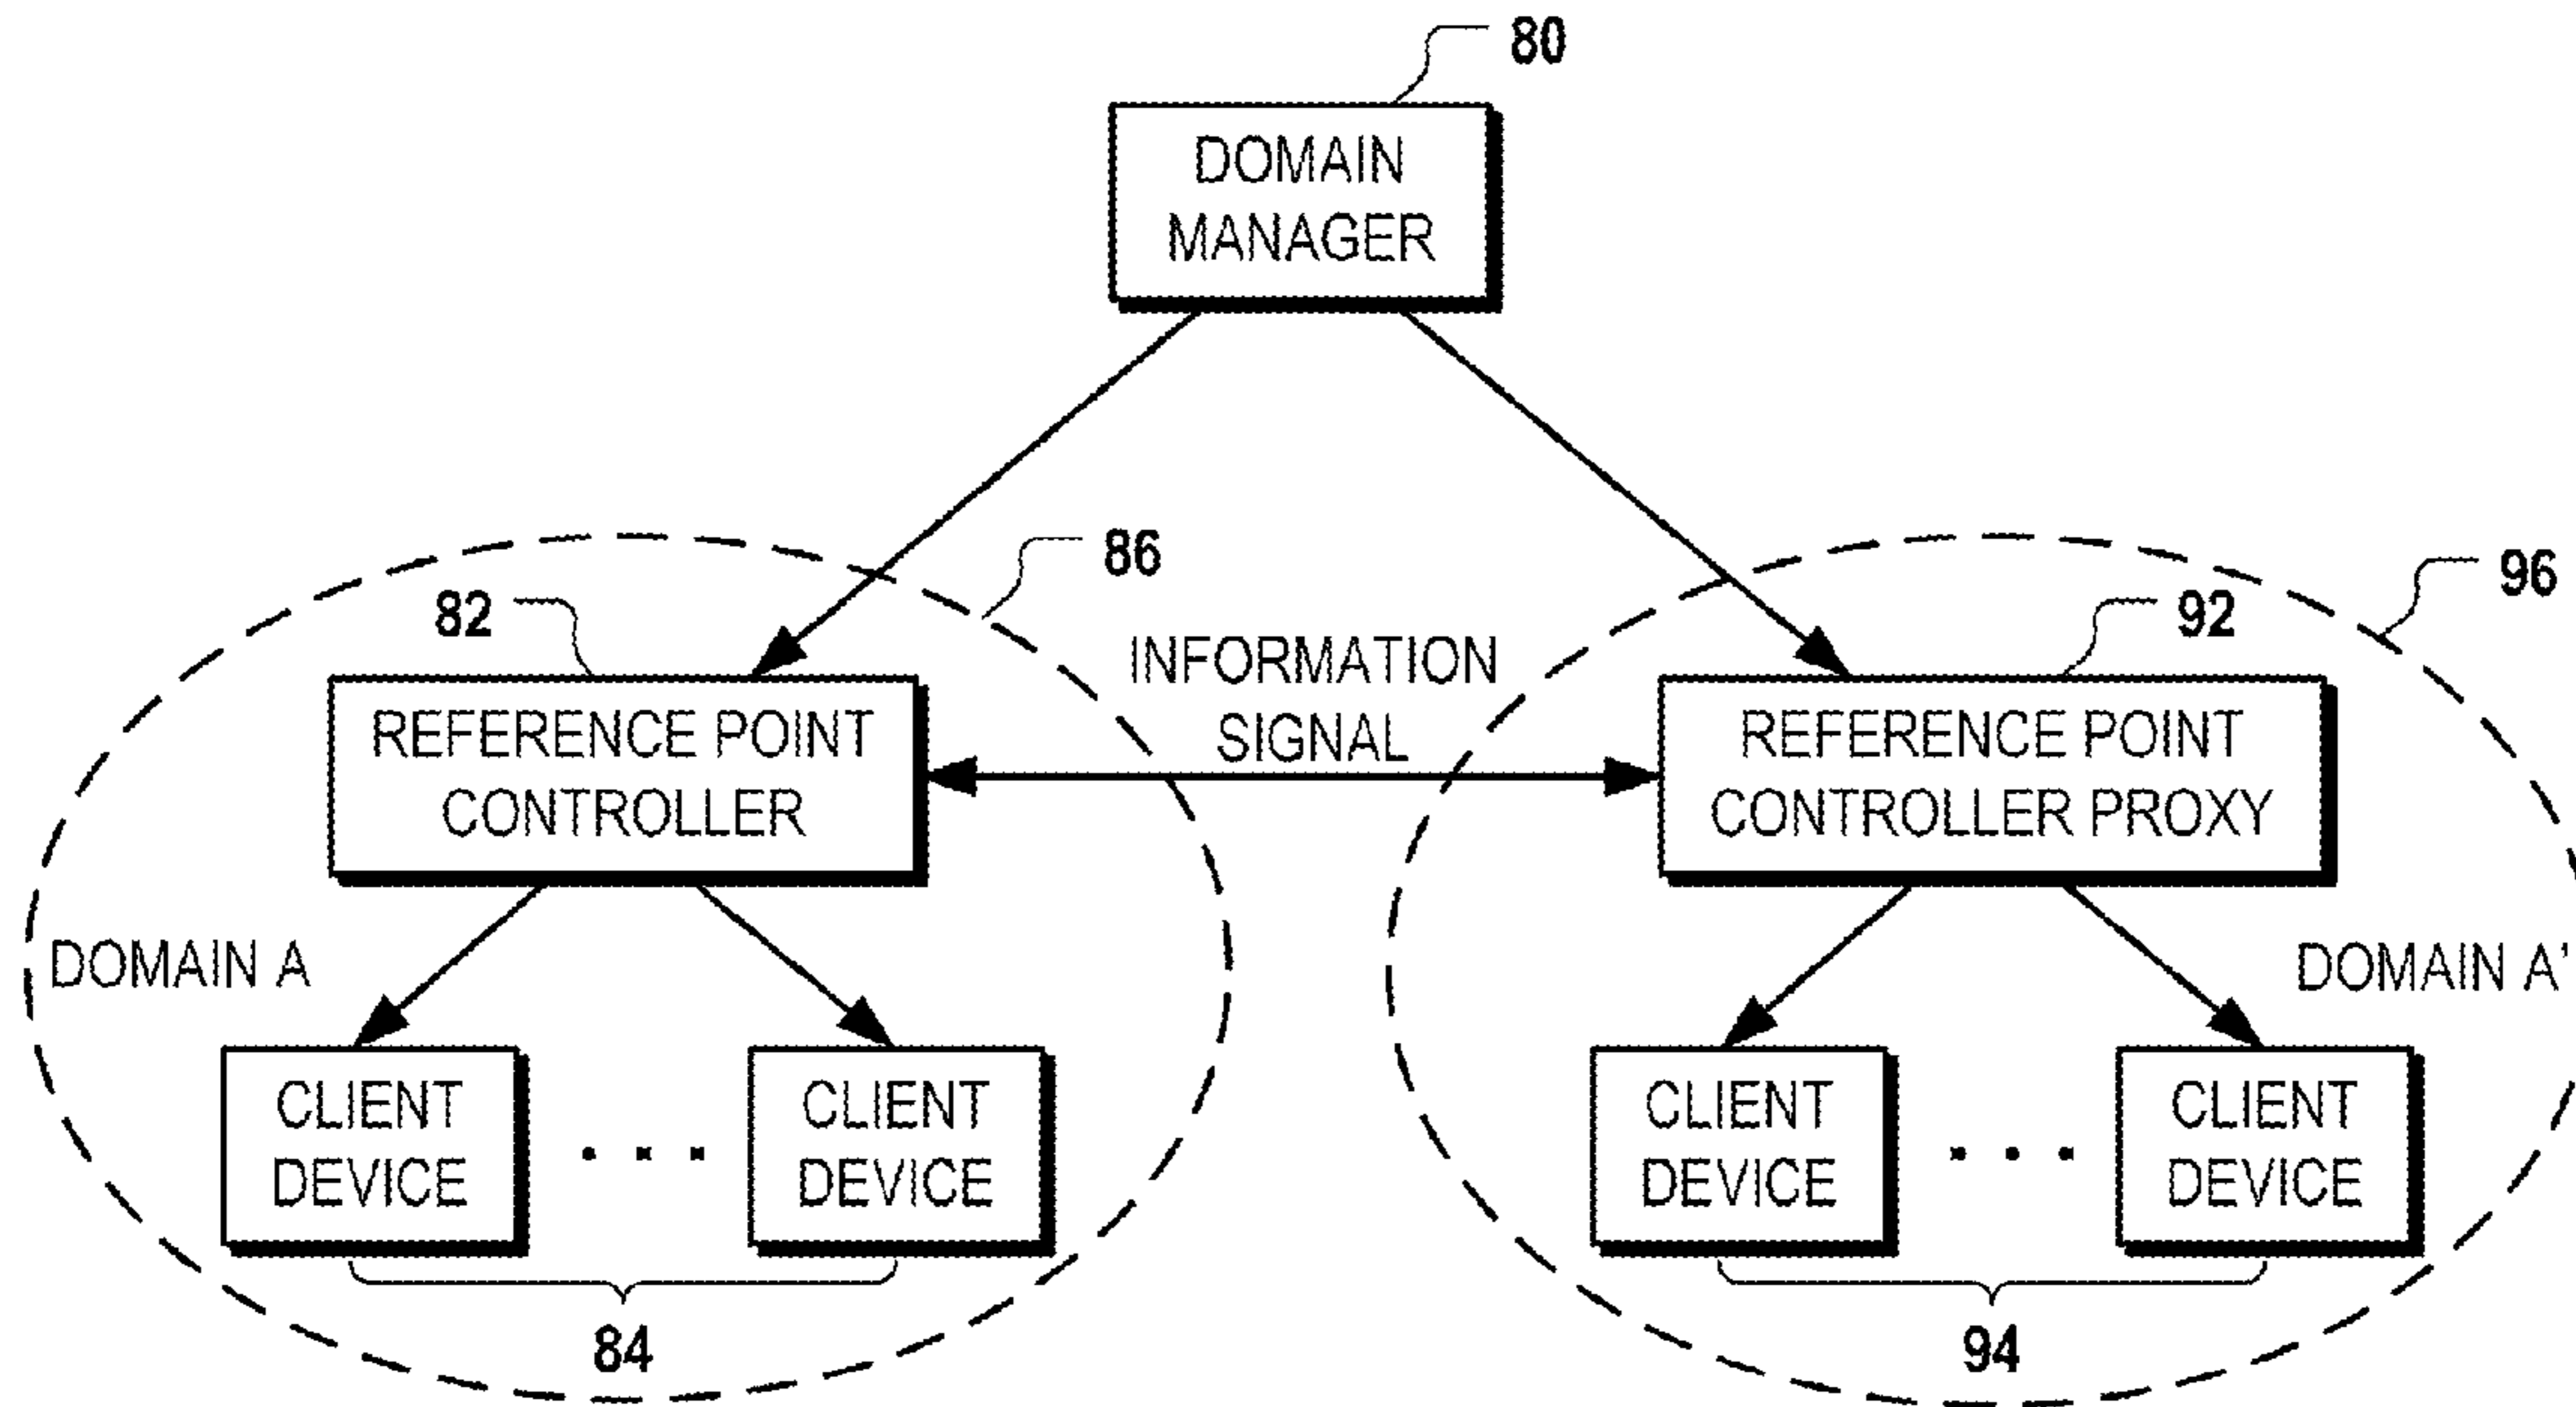 80
DOMAIN
MANAGER
86
96
82
92
INFORMATION
SIGNAL
REFERENCE POINT
CONTROLLER
REFERENCE POINT
CONTROLLER PROXY
DOMAIN A
DOMAIN A'
CLIENT
DEVICE
. . .
CLIENT
DEVICE
CLIENT
DEVICE
. . .
CLIENT
DEVICE
84
94